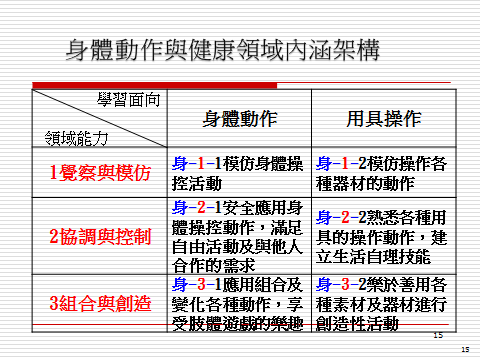 身體動作與健康領域內涵架構
學習面向
領域能力
身體動作
用具操作
1覺察與模仿
身-1-1模仿身體操
控活動
身-1-2模仿操作各
種器材的動作
2協調與控制
身-2-1安全應用身
體操控動作，滿足
自由活動及與他人
合作的需求
身-2-2熟悉各種用
具的操作動作，建
立生活自理技能
3組合與創造
身-3-1應用組合及
變化各種動作，享
受肢體遊戲的樂趣
身-3-2樂於善用各
種素材及器材進行
創造性活動
15
15